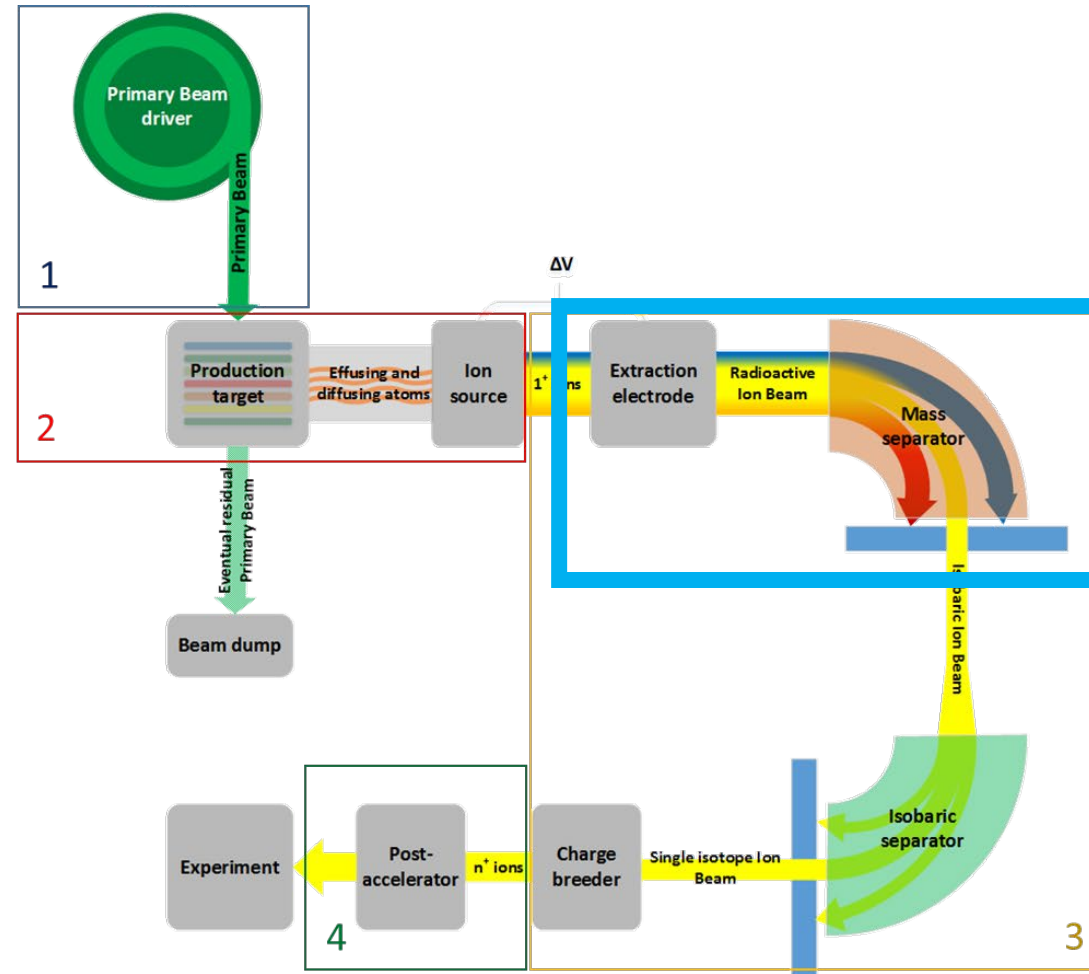 Primary Beam
driver
Primary Beam
1
ΔV
Production
target
Effusing and
diffusing atoms
Ion
source
1⁺ ions
Extraction
electrode
Radioactive
Ion Beam
Mass
separator
2
Eventual residual
Primary Beam
Beam dump
Isobaric Ion Beam
Isobaric
separator
Single isotope Ion
Beam
Charge
breeder
n⁺ ions
Post-
accelerator
Experiment
4
3